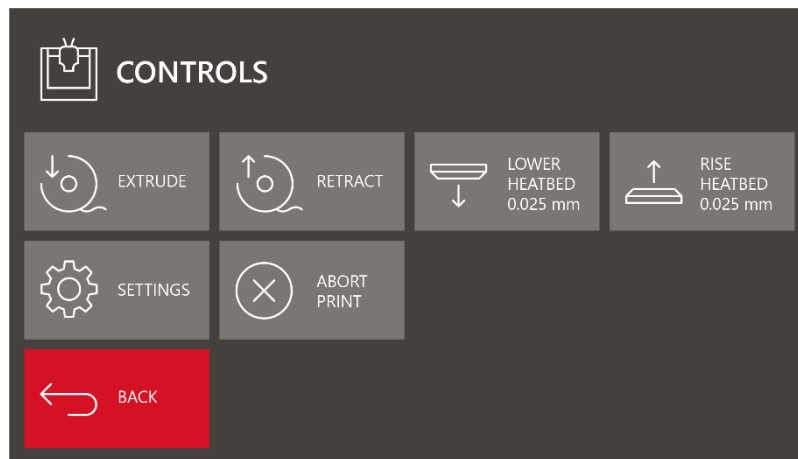 CONTROLS
EXTRUDE
RETRACT
LOWER
HEATBED
0.025 mm
RISE
HEATBED
0.025 mm
SETTINGS
ABORT
PRINT
BACK